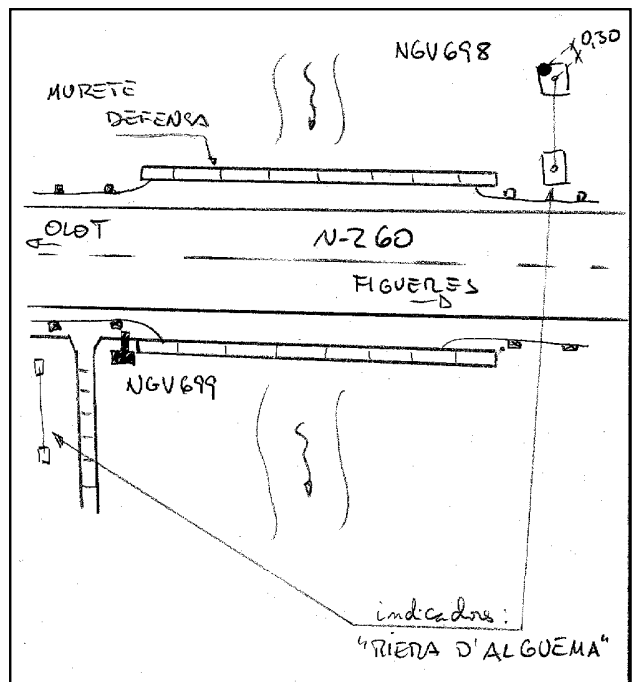 NGV698
0,30
MURETE
DEFENSA
OLOT
N-260
FIGUERES
NGV699
indicadors:
"RIERA D'ALGUEMA"